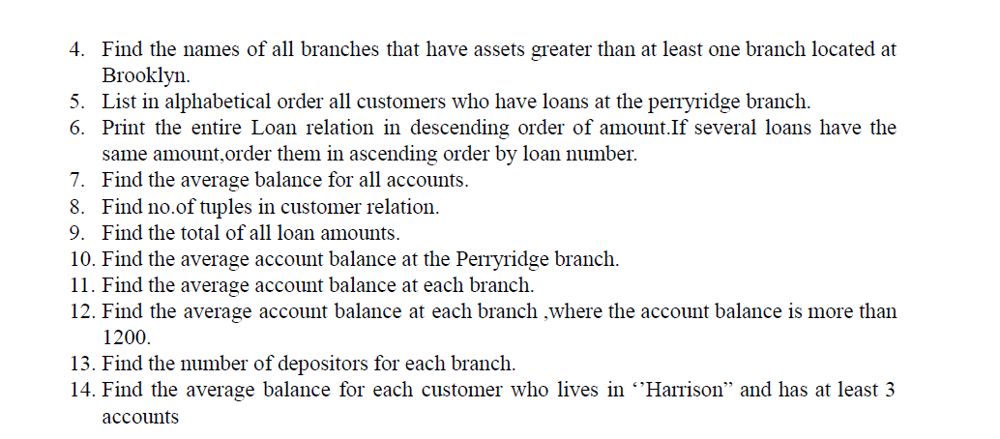 4. Find the names of all branches that have assets greater than at least one branch located at
Brooklyn.
5. List in alphabetical order all customers who have loans at the perryridge branch.
6. Print the entire Loan relation in descending order of amount.If several loans have the
same amount,order them in ascending order by loan number.
7. Find the average balance for all accounts.
8. Find no.of tuples in customer relation.
9. Find the total of all loan amounts.
10. Find the average account balance at the Perryridge branch.
11. Find the average account balance at each branch.
12. Find the average account balance at each branch ,where the account balance is more than
1200.
13. Find the number of depositors for each branch.
14. Find the average balance for each customer who lives in ‘’Harrison” and has at least 3
accounts